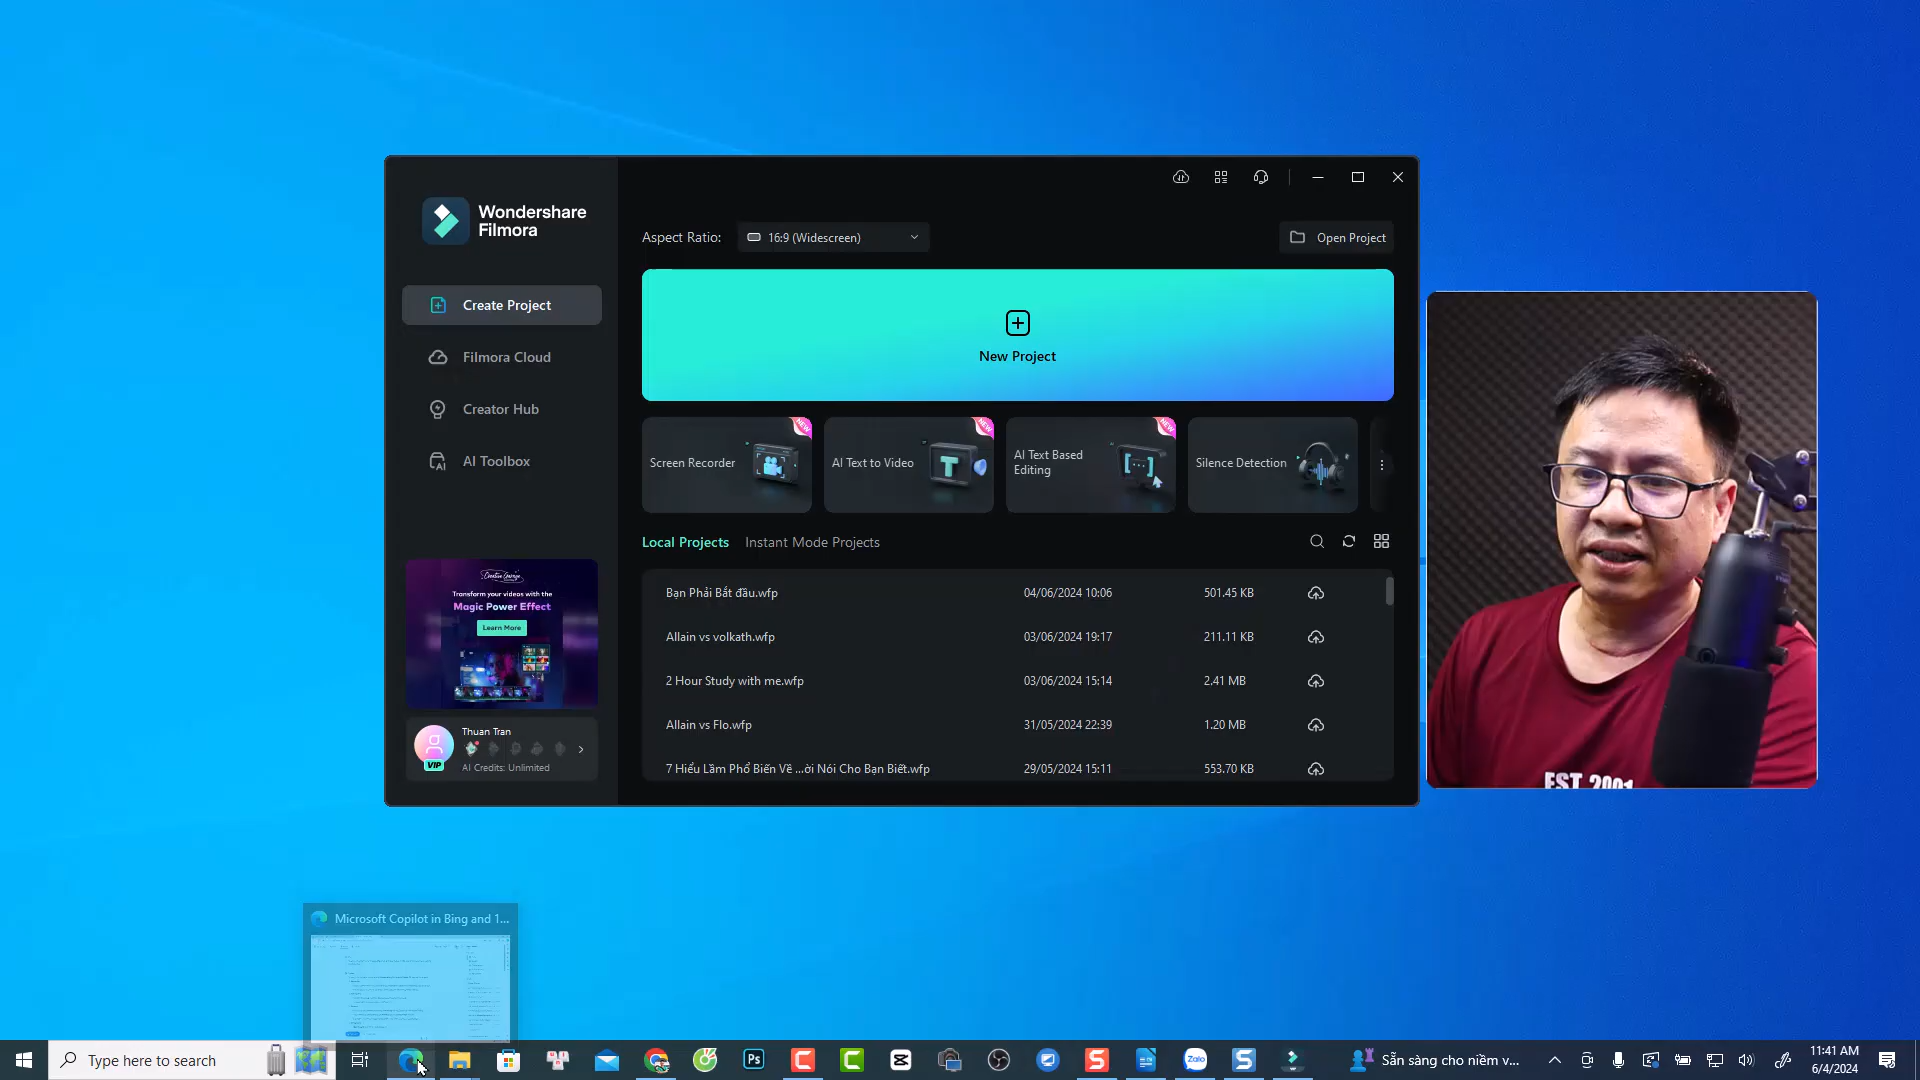 Wondershare
Filmora
Create Project
Filmora Cloud
Creator Hub
AI Toolbox
Creative Garage
Transform your videos with the
Magic Power Effect
Learn More
Thuan Tran
VIP
AI Credits: Unlimited
Aspect Ratio:
16:9 (Widescreen)
Open Project
New Project
Screen Recorder
NEW
AI Text to Video
NEW
T
AI Text Based
Editing
NEW
Silence Detection
Local Projects
Instant Mode Projects
Bạn Phải Bắt đầu.wfp 04/06/2024 10:06 501.45 KB
Allain vs volkath.wfp 03/06/2024 19:17 211.11 KB
2 Hour Study with me.wfp 03/06/2024 15:14 2.41 MB
Allain vs Flo.wfp 31/05/2024 22:39 1.20 MB
7 Hiểu Lầm Phổ Biến Về ...ời Nói Cho Bạn Biết.wfp 29/05/2024 15:11 553.70 KB
EST 2001
Microsoft Copilot in Bing and 1...
Type here to search
Ps
Zalo
Sẵn sàng cho niềm v...
11:41 AM
6/4/2024